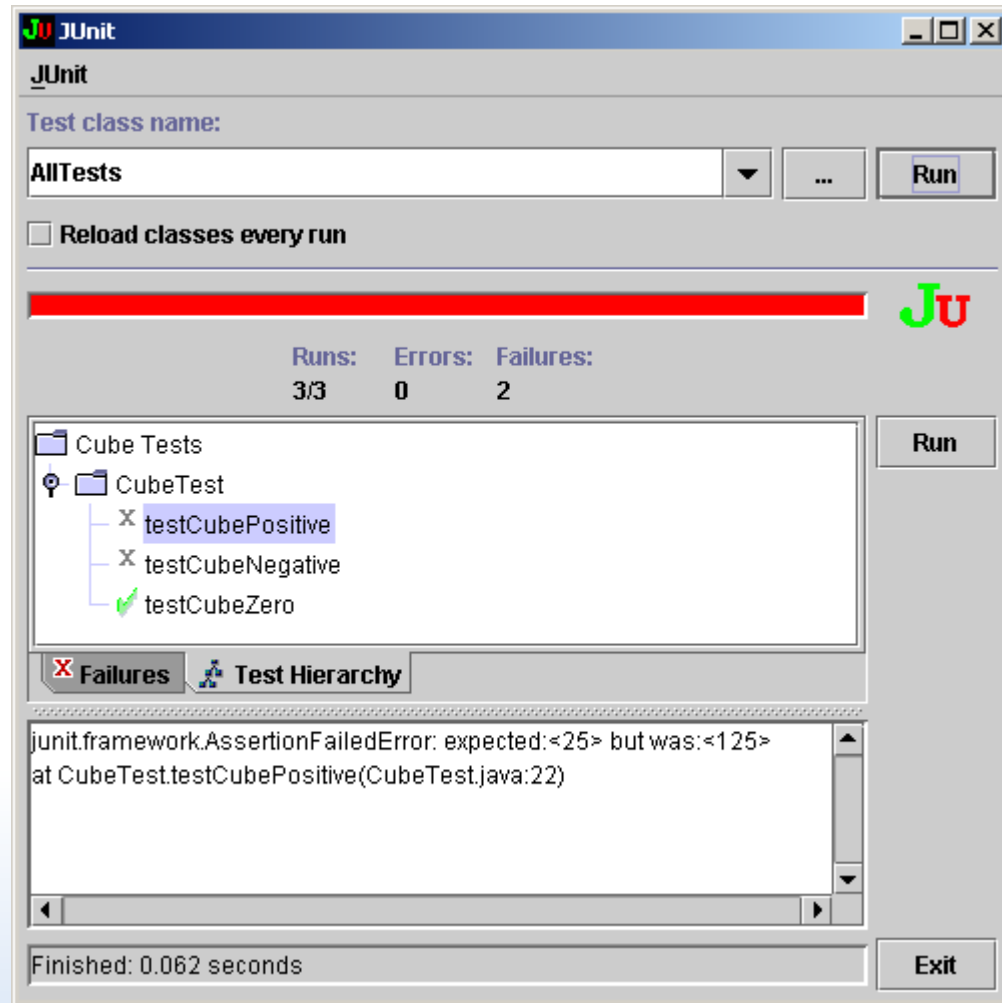 JU JUnit
JUnit
Test class name:
AllTests ... Run
Reload classes every run
JU
Runs: Errors: Failures:
3/3 0 2
Cube Tests Run
CubeTest
X testCubePositive
X testCubeNegative
testCubeZero
X Failures Test Hierarchy
junit.framework.AssertionFailedError: expected:<25> but was:<125>
at CubeTest.testCubePositive(CubeTest.java:22)
Finished: 0.062 seconds Exit